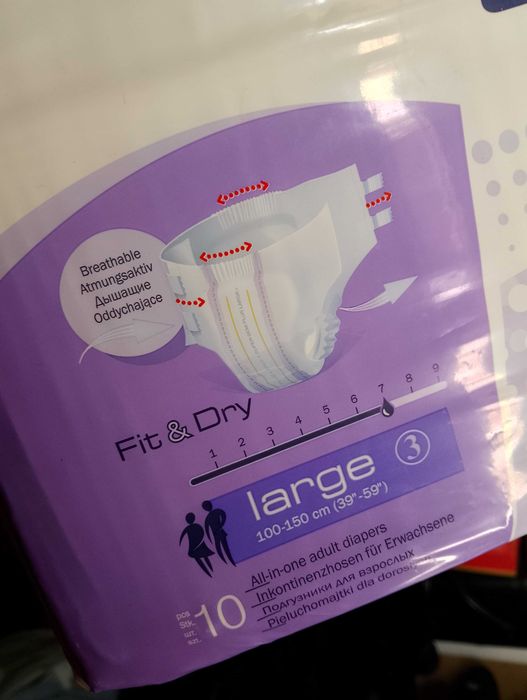 Breathable
Atmungsaktiv
Дышащие
Oddychające
Fit & Dry
1 2 3 4 5 6 7 8 9
large 3
100-150 cm (39"-59")
All-in-one adult diapers
Inkontinenzhosen für Erwachsene
Подгузники для взрослых
Pieluchomajtki dla
pcs
Stk.
шт.
szt.
10